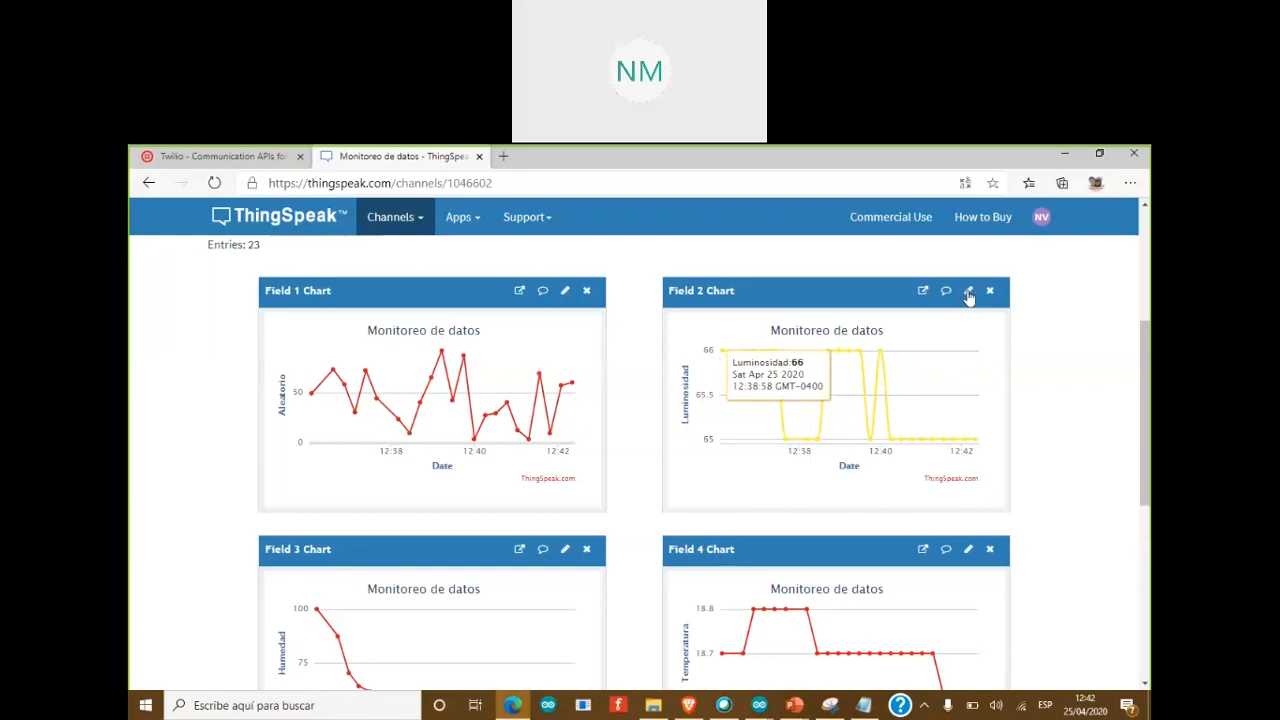 NM
Twilio - Communication APIs fo
Monitoreo de datos - ThingSpea
https://thingspeak.com/channels/1046602
ThingSpeak™
Channels
Apps
Support
Commercial Use
How to Buy
NV
Entries: 23
Field 1 Chart
Monitoreo de datos
Aleatorio
50
0
12:38
12:40
12:42
Date
ThingSpeak.com
Field 2 Chart
Monitoreo de datos
Luminosidad
66
65.5
65
Luminosidad:66
Sat Apr 25 2020
12:38:58 GMT-0400
12:38
12:40
12:42
Date
ThingSpeak.com
Field 3 Chart
Monitoreo de datos
Humedad
100
75
Field 4 Chart
Monitoreo de datos
Temperatura
18.8
18.7
Escribe aquí para buscar
ESP
12:42
25/04/2020
7